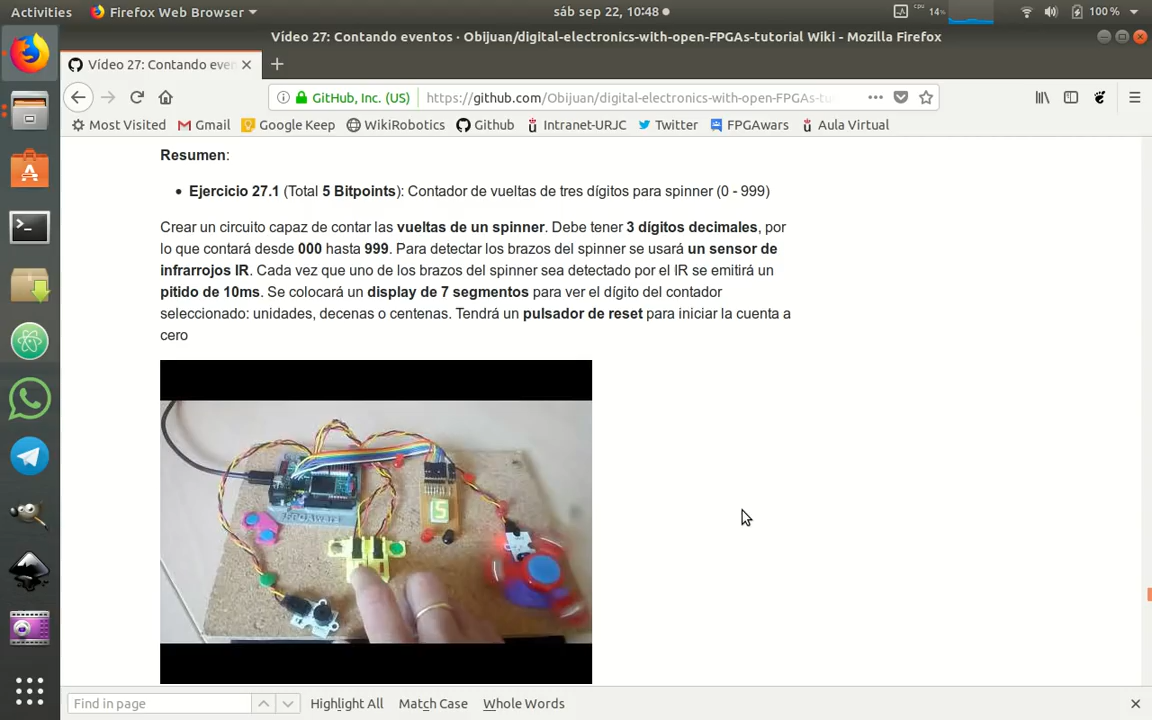 Activities Firefox Web Browser sáb sep 22, 10:48 14% 100 %
Vídeo 27: Contando eventos · Obijuan/digital-electronics-with-open-FPGAs-tutorial Wiki - Mozilla Firefox
Vídeo 27: Contando even
GitHub, Inc. (US) https://github.com/Obijuan/digital-electronics-with-open-FPGAs-tu
Most Visited Gmail Google Keep WikiRobotics Github Intranet-URJC Twitter FPGAwars Aula Virtual
Resumen:
• Ejercicio 27.1 (Total 5 Bitpoints): Contador de vueltas de tres dígitos para spinner (0 - 999)
Crear un circuito capaz de contar las vueltas de un spinner. Debe tener 3 dígitos decimales, por
lo que contará desde 000 hasta 999. Para detectar los brazos del spinner se usará un sensor de
infrarrojos IR. Cada vez que uno de los brazos del spinner sea detectado por el IR se emitirá un
pitido de 10ms. Se colocará un display de 7 segmentos para ver el dígito del contador
seleccionado: unidades, decenas o centenas. Tendrá un pulsador de reset para iniciar la cuenta a
cero
FPGAwars
Find in page Highlight All Match Case Whole Words